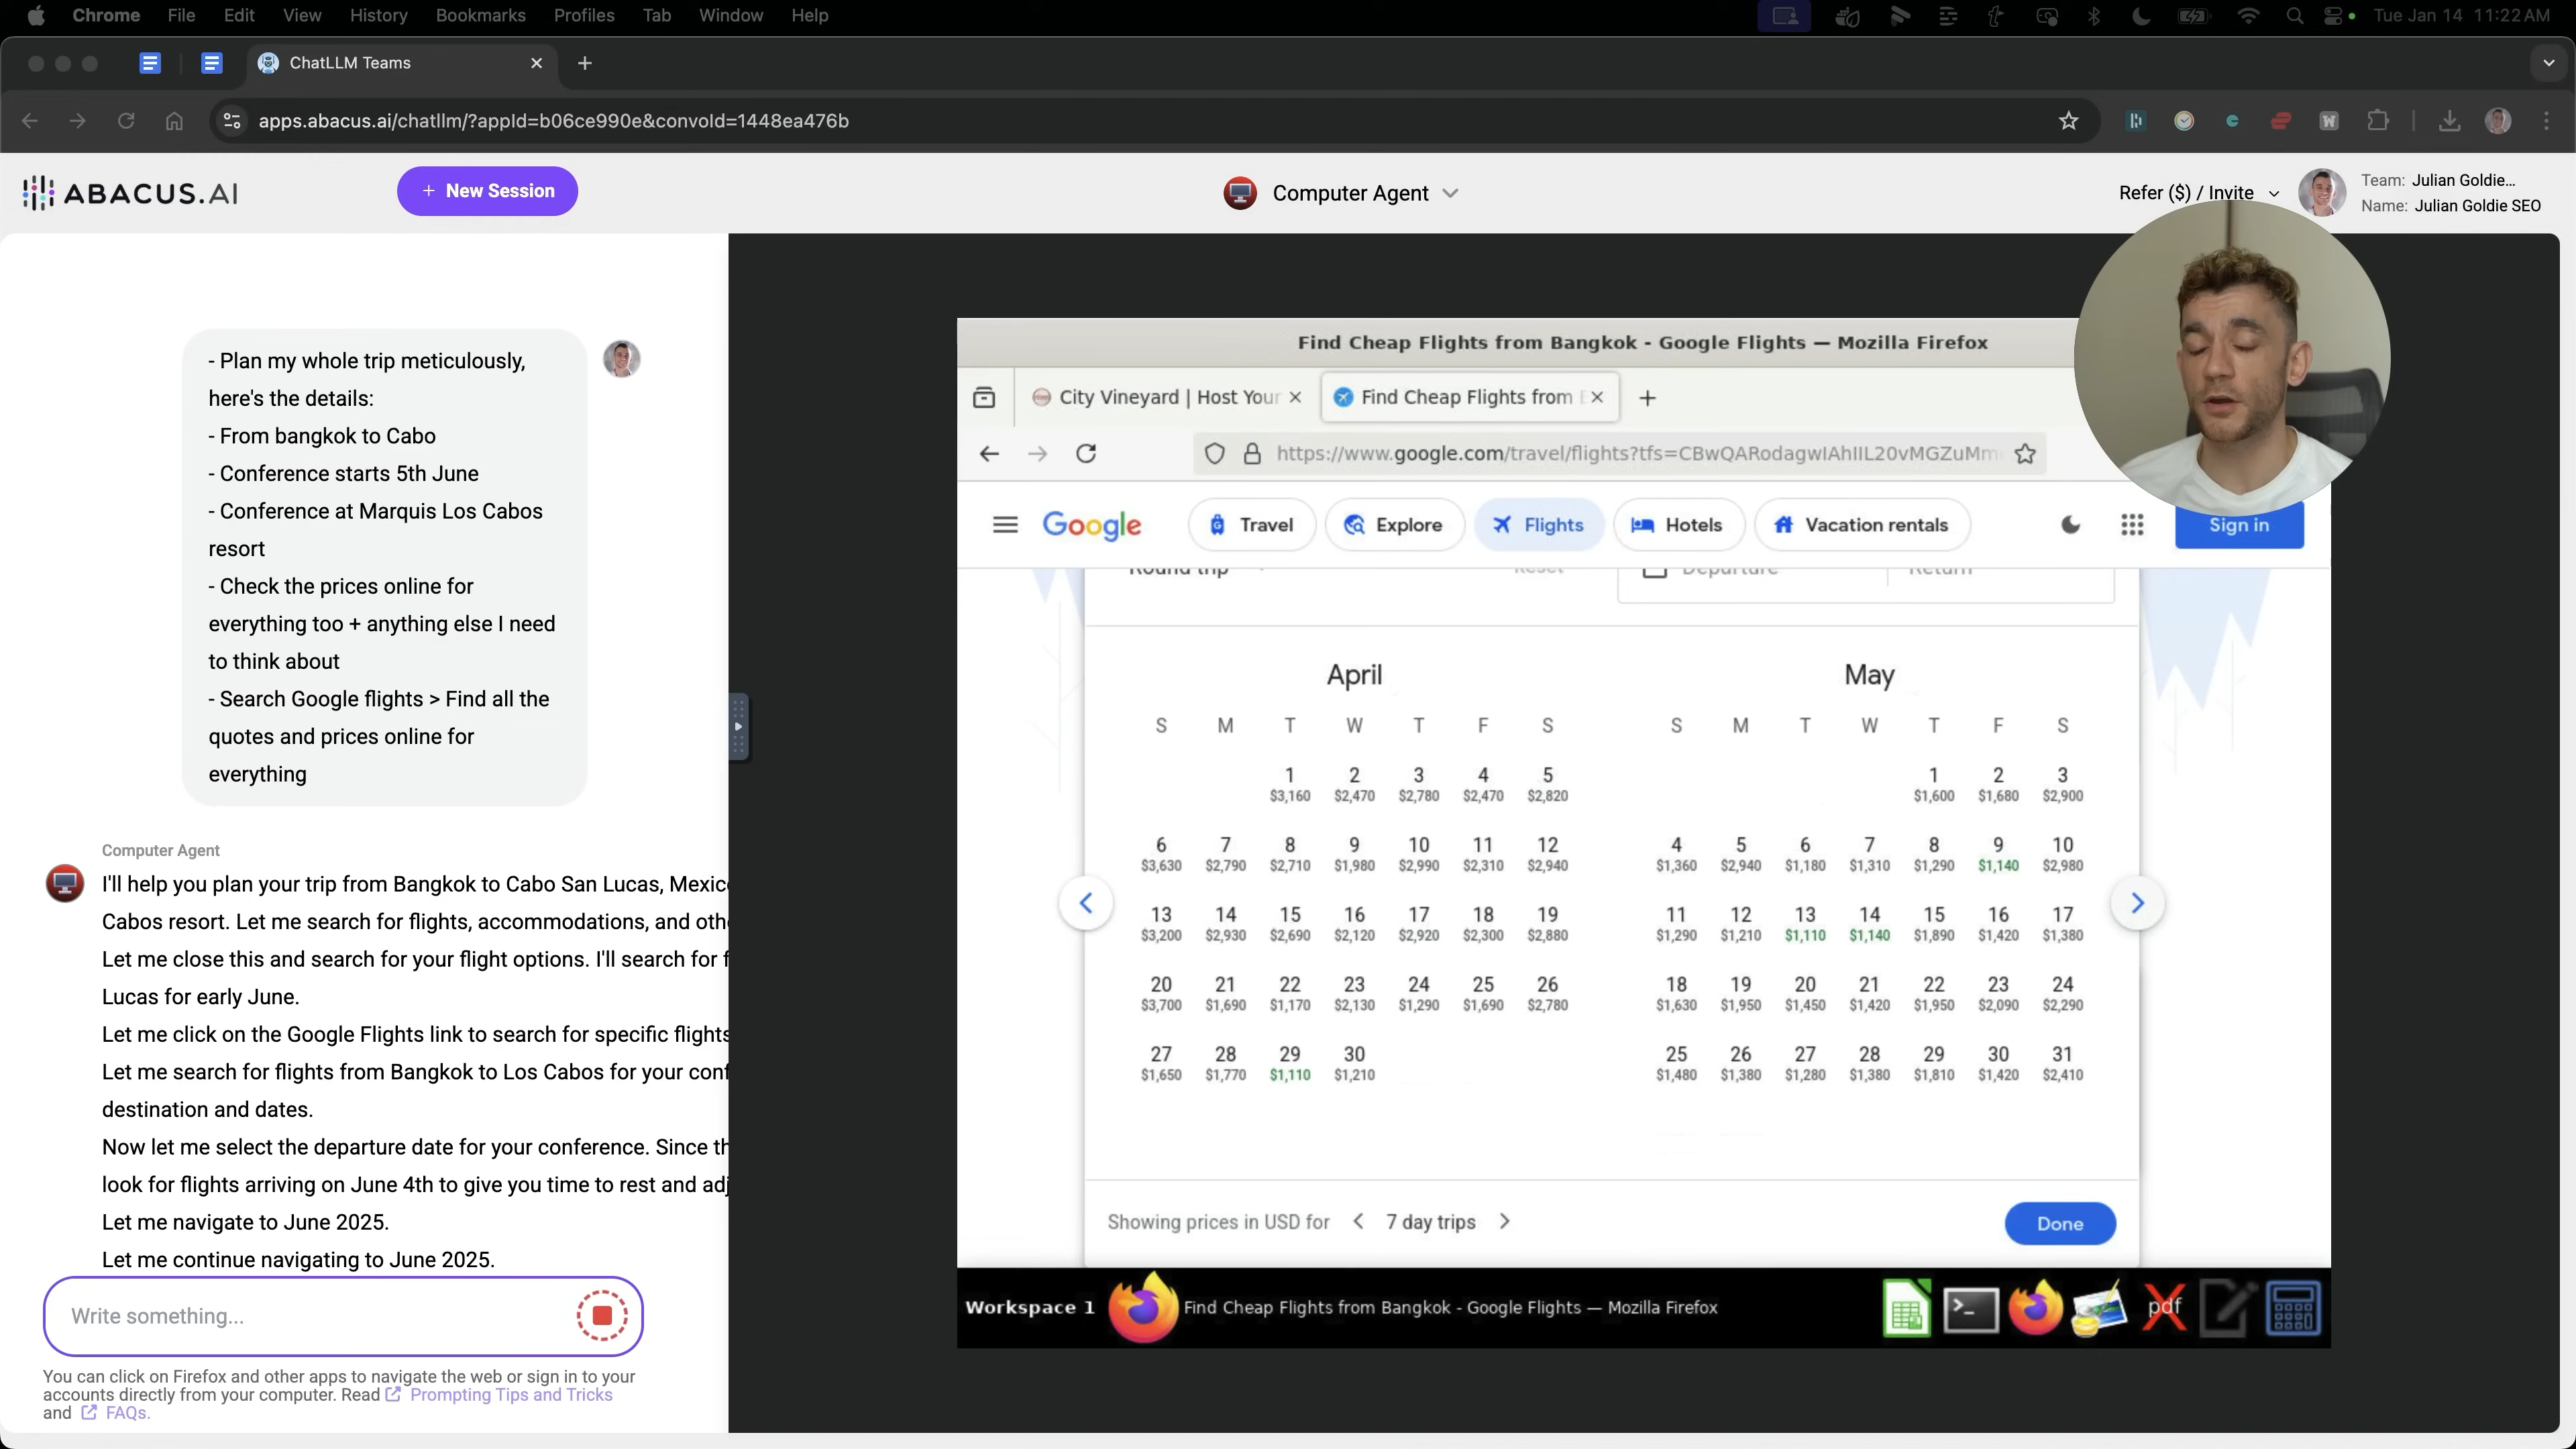 Chrome File Edit View History Bookmarks Profiles Tab Window Help Tue Jan 14 11:22 AM
ChatLLM Teams
apps.abacus.ai/chatllm/?appId=b06ce990e&convoId=1448ea476b
ABACUS.AI
+ New Session
Computer Agent
Refer ($) / Invite
Team: Julian Goldie...
Name: Julian Goldie SEO
- Plan my whole trip meticulously,
here's the details:
- From bangkok to Cabo
- Conference starts 5th June
- Conference at Marquis Los Cabos
resort
- Check the prices online for
everything too + anything else I need
to think about
- Search Google flights > Find all the
quotes and prices online for
everything
Computer Agent
I'll help you plan your trip from Bangkok to Cabo San Lucas, Mexic
Cabos resort. Let me search for flights, accommodations, and oth
Let me close this and search for your flight options. I'll search for f
Lucas for early June.
Let me click on the Google Flights link to search for specific flights
Let me search for flights from Bangkok to Los Cabos for your conf
destination and dates.
Now let me select the departure date for your conference. Since th
look for flights arriving on June 4th to give you time to rest and adj
Let me navigate to June 2025.
Let me continue navigating to June 2025.
Write something...
You can click on Firefox and other apps to navigate the web or sign in to your
accounts directly from your computer. Read Prompting Tips and Tricks
and FAQs.
Find Cheap Flights from Bangkok - Google Flights — Mozilla Firefox
City Vineyard | Host Your
Find Cheap Flights from
https://www.google.com/travel/flights?tfs=CBwQARodagwIAhIIL20vMGZuMm
Google Travel Explore Flights Hotels Vacation rentals Sign in
Round trip Reset Departure Return
April
S M T W T F S
1 2 3 4 5
$3,160 $2,470 $2,780 $2,470 $2,820
6 7 8 9 10 11 12
$3,630 $2,790 $2,710 $1,980 $2,990 $2,310 $2,940
13 14 15 16 17 18 19
$3,200 $2,930 $2,690 $2,120 $2,920 $2,300 $2,880
20 21 22 23 24 25 26
$3,700 $1,690 $1,170 $2,130 $1,290 $1,690 $2,780
27 28 29 30
$1,650 $1,770 $1,110 $1,210
May
S M T W T F S
1 2 3
$1,600 $1,680 $2,900
4 5 6 7 8 9 10
$1,360 $2,940 $1,180 $1,310 $1,290 $1,140 $2,980
11 12 13 14 15 16 17
$1,290 $1,210 $1,110 $1,140 $1,890 $1,420 $1,380
18 19 20 21 22 23 24
$1,630 $1,950 $1,450 $1,420 $1,950 $2,090 $2,290
25 26 27 28 29 30 31
$1,480 $1,380 $1,280 $1,380 $1,810 $1,420 $2,410
Showing prices in USD for 7 day trips
Done
Workspace 1 Find Cheap Flights from Bangkok - Google Flights — Mozilla Firefox
pdf